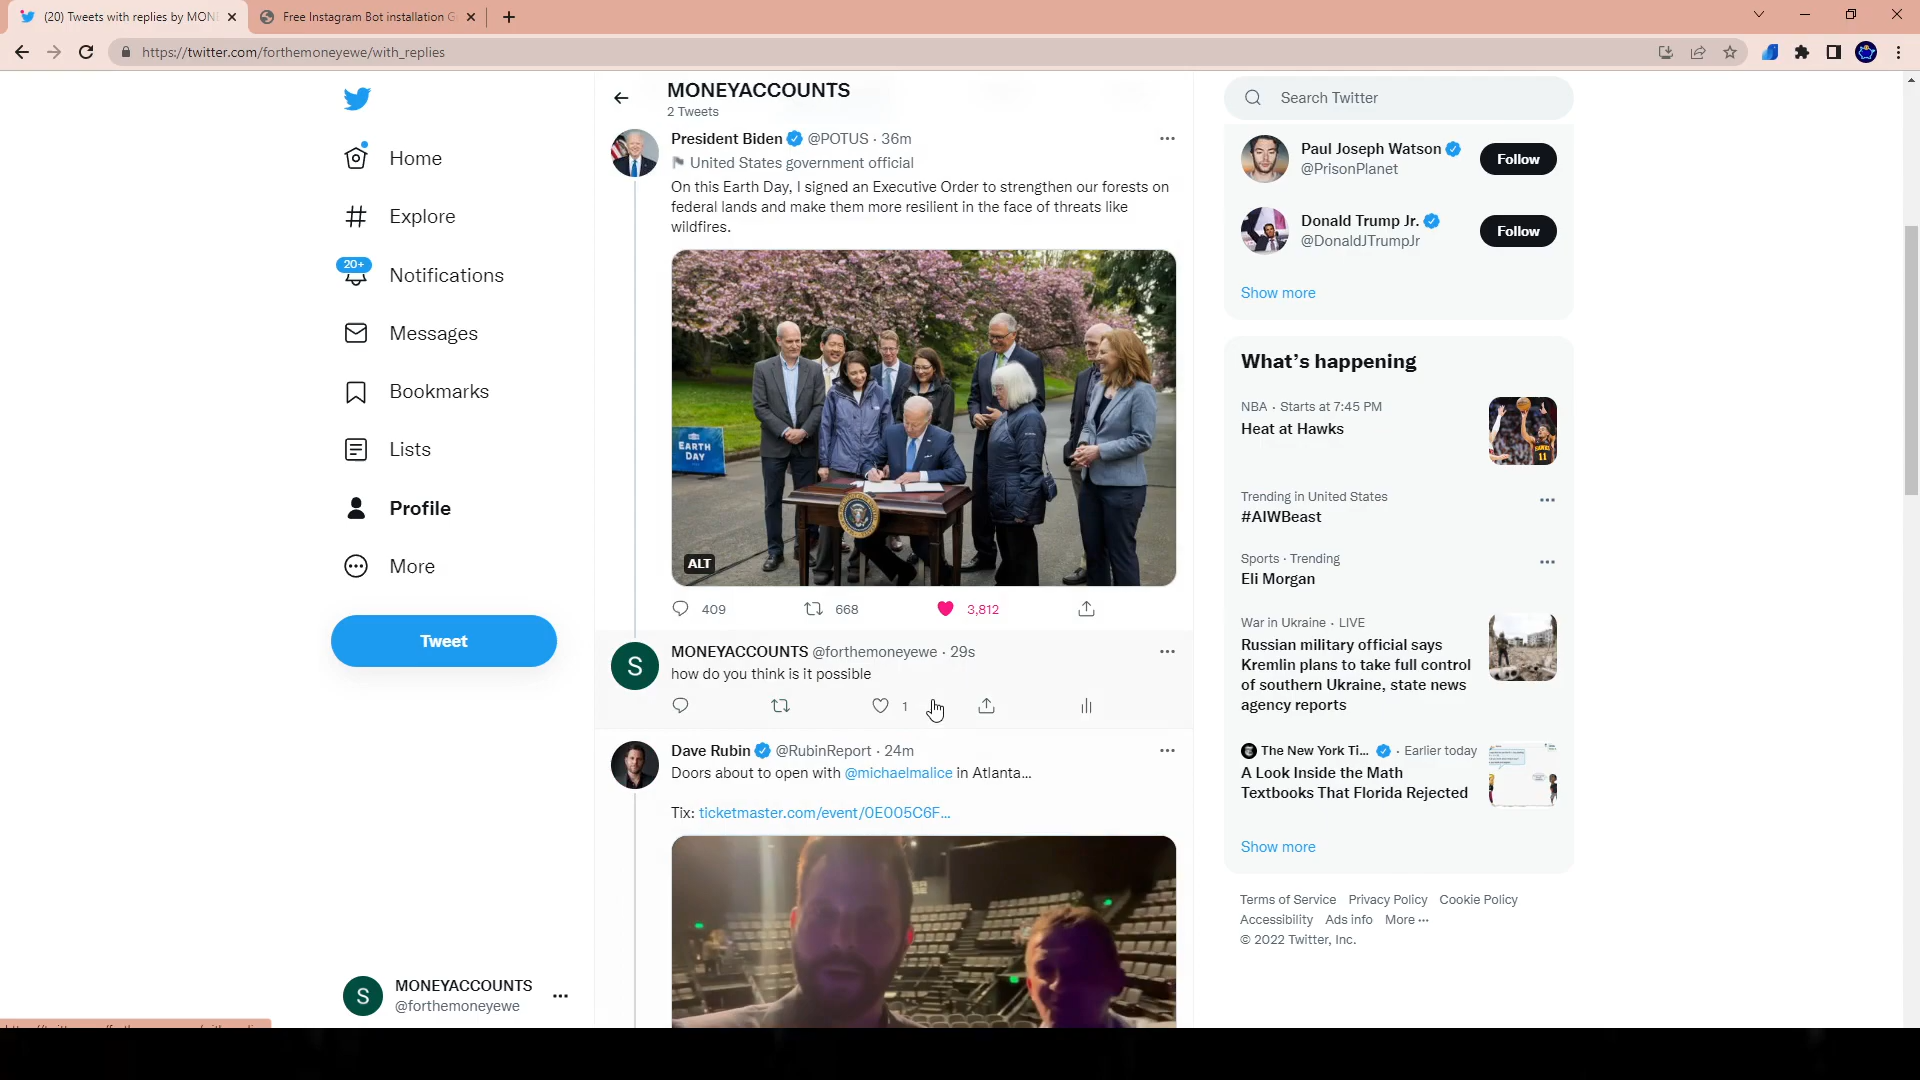 (20) Tweets with replies by MON
Free Instagram Bot installation G
https://twitter.com/forthemoneyewe/with_replies
Home
Explore
20+
Notifications
Messages
Bookmarks
Lists
Profile
More
Tweet
MONEYACCOUNTS
@forthemoneyewe
MONEYACCOUNTS
2 Tweets
President Biden @POTUS · 36m
United States government official
On this Earth Day, I signed an Executive Order to strengthen our forests on
federal lands and make them more resilient in the face of threats like
wildfires.
EARTH
DAY
ALT
409 668 3,812
S
MONEYACCOUNTS @forthemoneyewe · 29s
how do you think is it possible
1
Dave Rubin @RubinReport · 24m
Doors about to open with @michaelmalice in Atlanta...
Tix: ticketmaster.com/event/0E005C6F...
S
Search Twitter
Paul Joseph Watson
@PrisonPlanet
Follow
Donald Trump Jr.
@DonaldJTrumpJr
Follow
Show more
What's happening
NBA · Starts at 7:45 PM
Heat at Hawks
Trending in United States
#AIWBeast
Sports · Trending
Eli Morgan
War in Ukraine · LIVE
Russian military official says
Kremlin plans to take full control
of southern Ukraine, state news
agency reports
The New York Ti... · Earlier today
A Look Inside the Math
Textbooks That Florida Rejected
Show more
Terms of Service Privacy Policy Cookie Policy
Accessibility Ads info More ···
© 2022 Twitter, Inc.